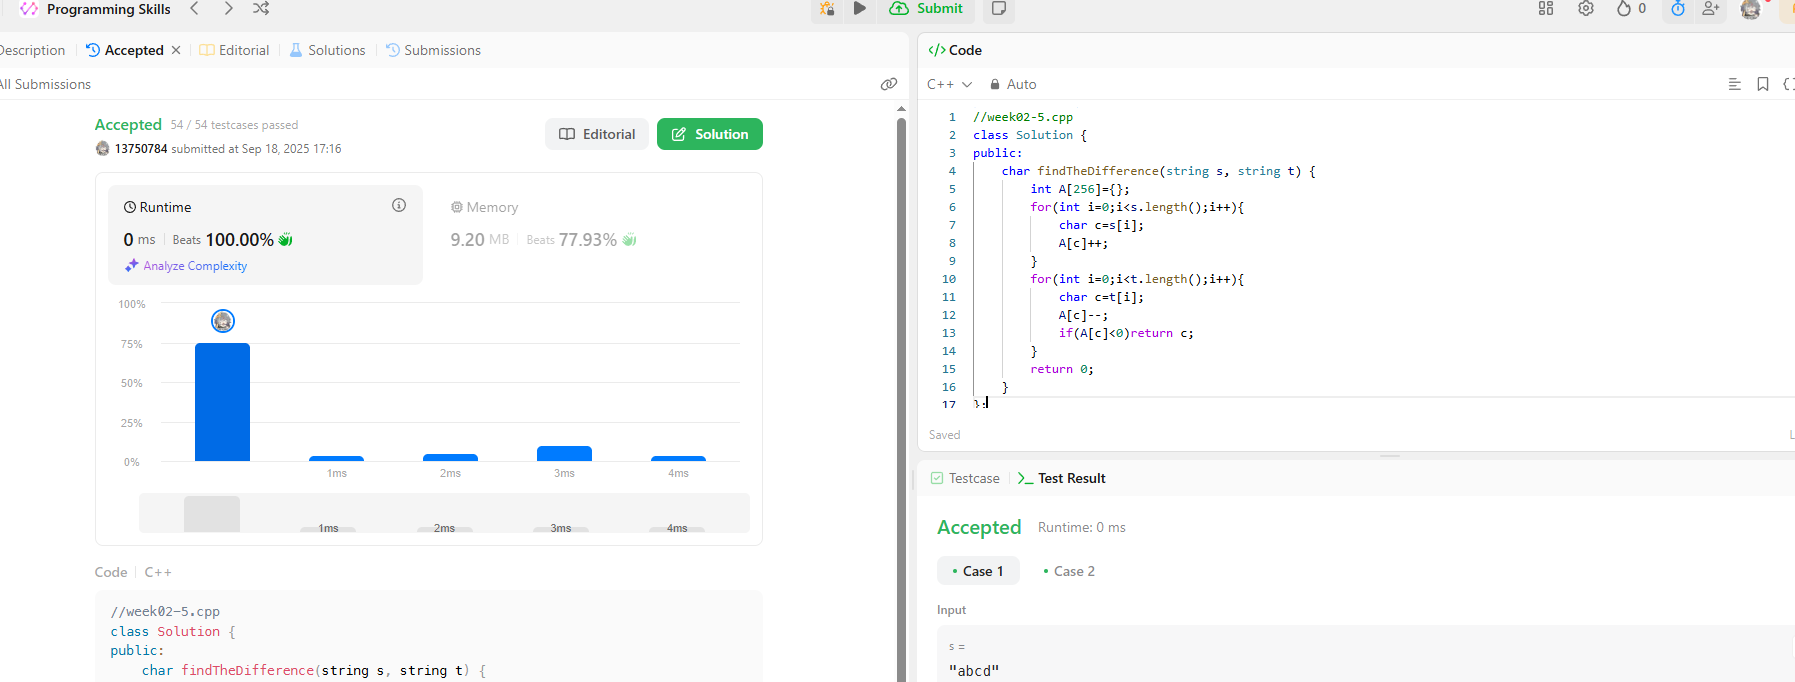 Programming Skills
Submit
0
Description
Accepted
Editorial
Solutions
Submissions
All Submissions
Accepted 54 / 54 testcases passed
13750784 submitted at Sep 18, 2025 17:16
Editorial
Solution
Runtime
0 ms Beats 100.00%
Analyze Complexity
Memory
9.20 MB Beats 77.93%
100%
75%
50%
25%
0%
1ms 2ms 3ms 4ms
1ms 2ms 3ms 4ms
Code C++
//week02-5.cpp
class Solution {
public:
char findTheDifference(string s, string t) {
Code
C++ Auto
1 //week02-5.cpp
2 class Solution {
3 public:
4 char findTheDifference(string s, string t) {
5 int A[256]={};
6 for(int i=0;i<s.length();i++){
7 char c=s[i];
8 A[c]++;
9 }
10 for(int i=0;i<t.length();i++){
11 char c=t[i];
12 A[c]--;
13 if(A[c]<0)return c;
14 }
15 return 0;
16 }
17 };
Saved
Testcase
Test Result
Accepted Runtime: 0 ms
Case 1
Case 2
Input
s =
"abcd"